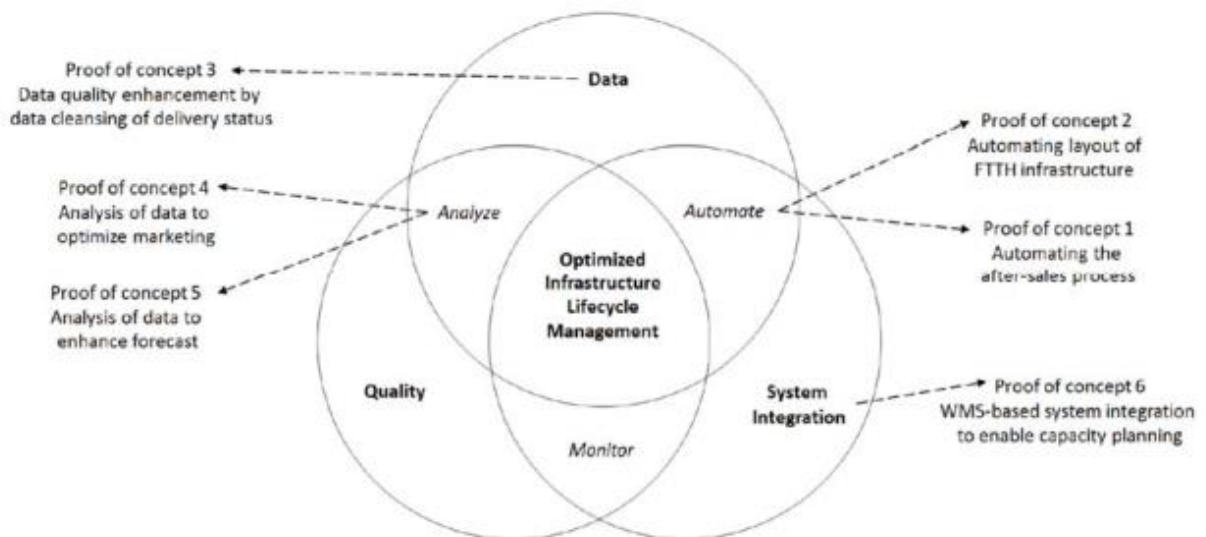 Proof of concept 3
Data quality enhancement by
data cleansing of delivery status
Data
Proof of concept 2
Automating layout of
FTTH infrastructure
Proof of concept 4
Analysis of data to
optimize marketing
Analyze
Automate
Proof of concept 1
Automating the
after-sales process
Optimized
Infrastructure
Lifecycle
Management
Proof of concept 5
Analysis of data to
enhance forecast
Quality
System
Integration
Proof of concept 6
WMS-based system integration
to enable capacity planning
Monitor